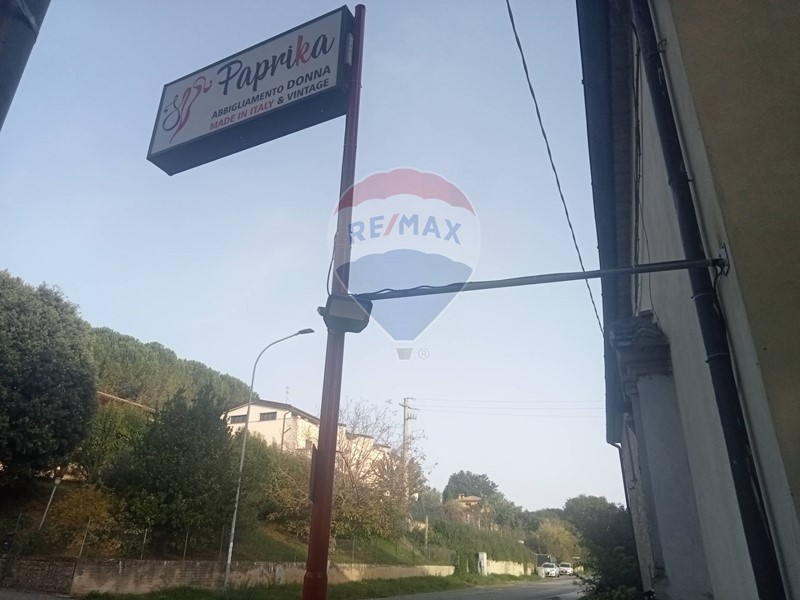 Paprika
ABBIGLIAMENTO DONNA
MADE IN ITALY & VINTAGE
RE/MAX
®